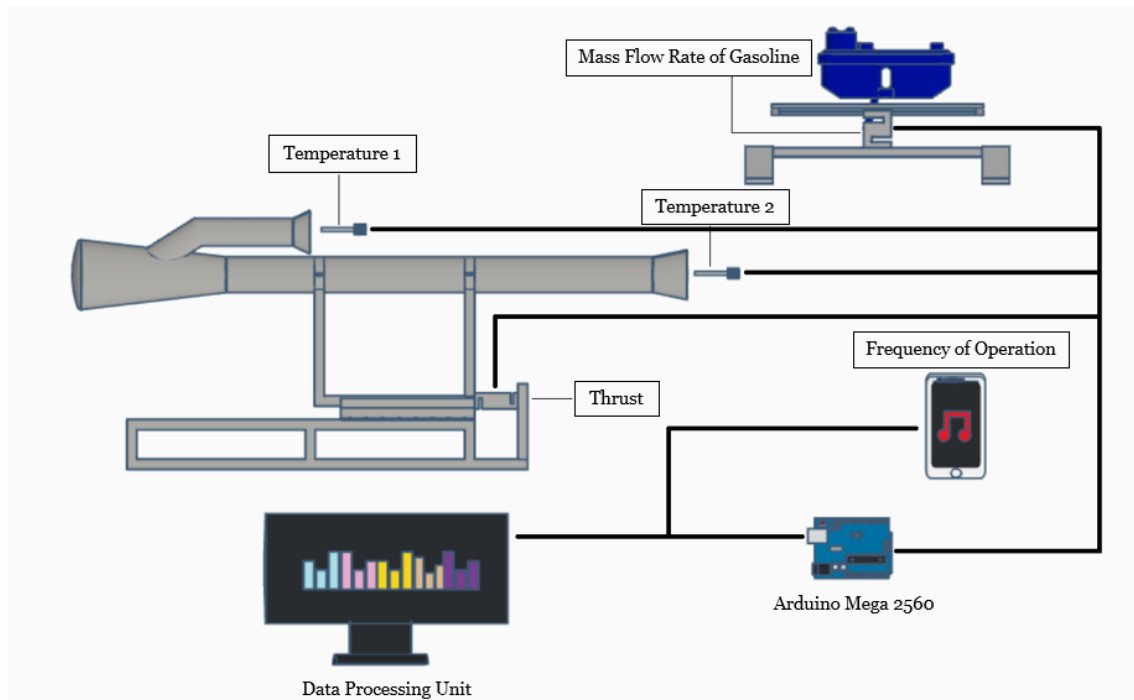 Mass Flow Rate of Gasoline
Temperature 1
Temperature 2
Frequency of Operation
Thrust
Arduino Mega 2560
Data Processing Unit